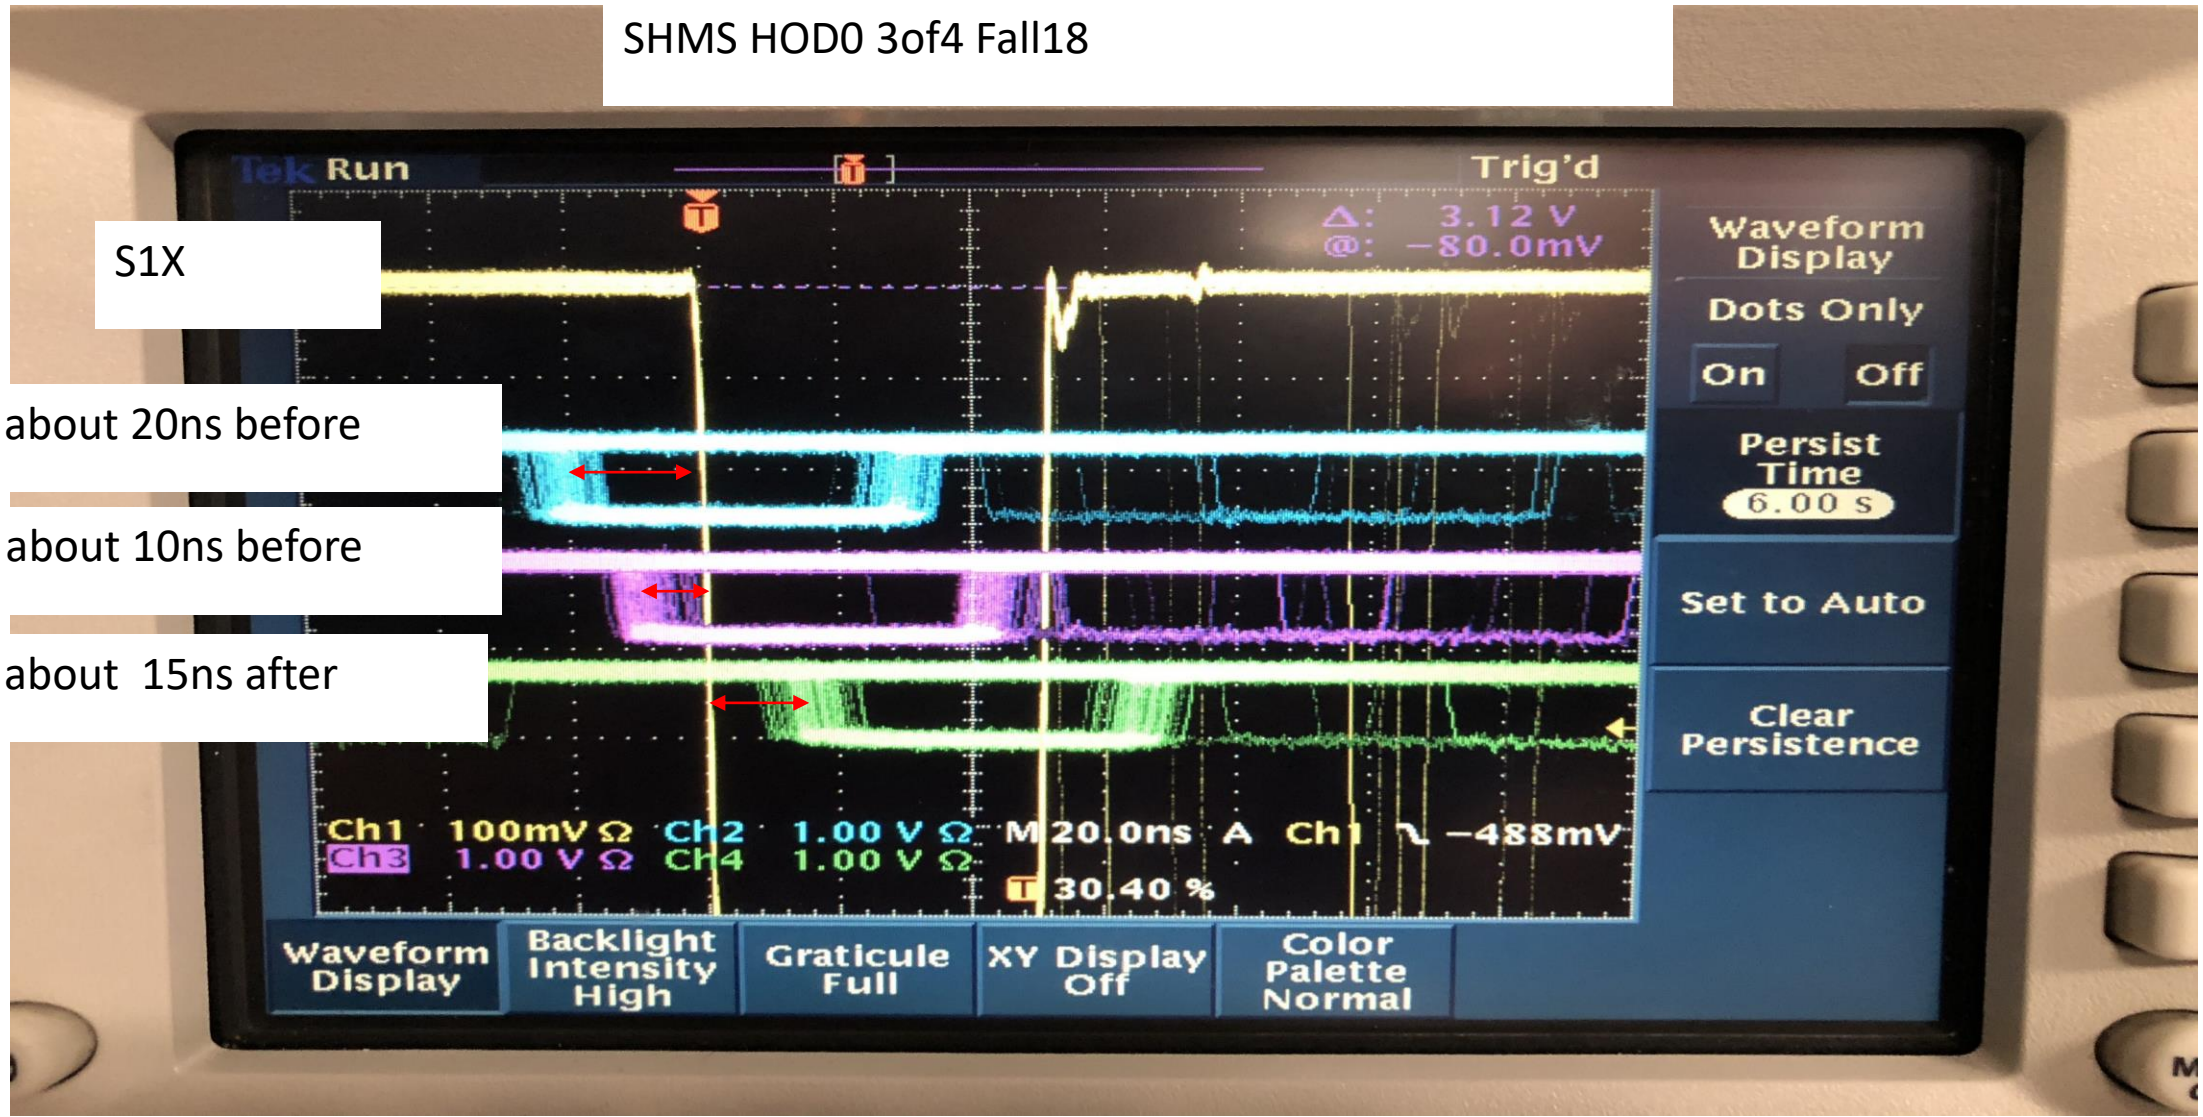 SHMS HOD0 3of4 Fall18
Tek Run
Trig'd
T
T
Δ: 3.12 V
@: −80.0mV
S1X
about 20ns before
about 10ns before
about  15ns after
Waveform
Display
Dots Only
On Off
Persist
Time
6.00 s
Set to Auto
Clear
Persistence
Ch1 100mV Ω Ch2 1.00 V Ω M 20.0ns A Ch1 −488mV
Ch3 1.00 V Ω Ch4 1.00 V Ω
T 30.40 %
Waveform
Display
Backlight
Intensity
High
Graticule
Full
XY Display
Off
Color
Palette
Normal